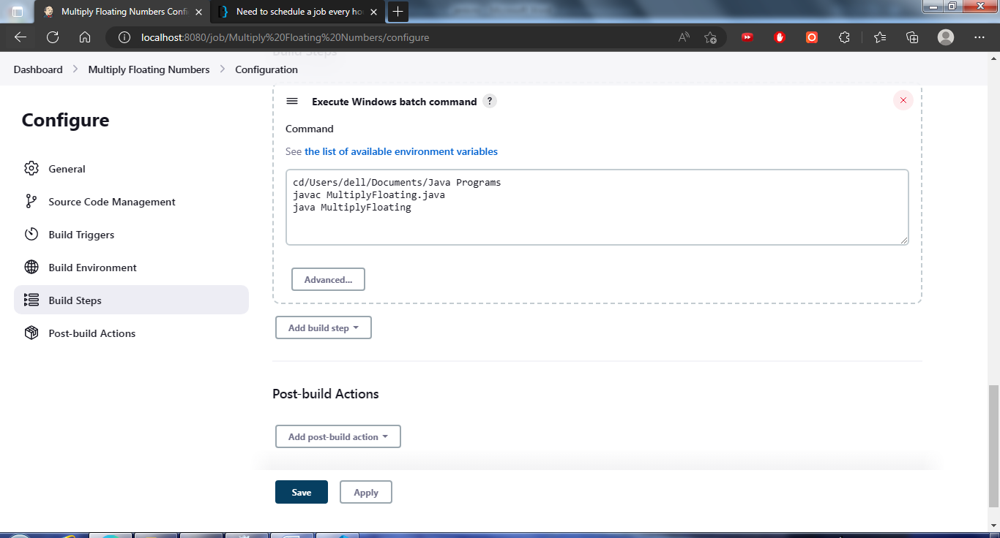 Multiply Floating Numbers Confi
Need to schedule a job every ho
localhost:8080/job/Multiply%20Floating%20Numbers/configure
Build Steps
Dashboard
Multiply Floating Numbers
Configuration
Configure
General
Source Code Management
Build Triggers
Build Environment
Build Steps
Post-build Actions
Execute Windows batch command ?
Command
See the list of available environment variables
cd/Users/dell/Documents/Java Programs
javac MultiplyFloating.java
java MultiplyFloating
Advanced...
Add build step
Post-build Actions
Add post-build action
Save
Apply